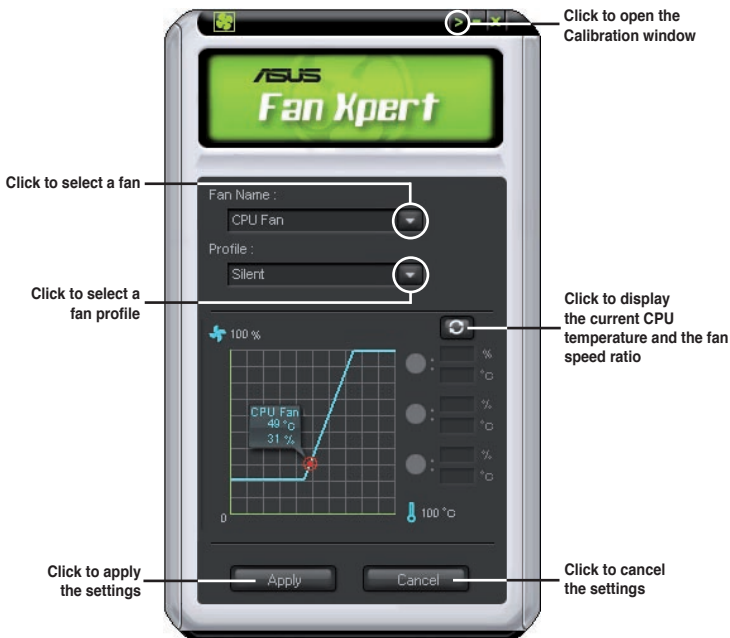 Click to open the
Calibration window
> - x
ASUS
Fan Xpert
Click to select a fan
Fan Name :
CPU Fan
Profile :
Silent
Click to select a
fan profile
Click to display
the current CPU
temperature and the fan
speed ratio
100 %
: %
°C
CPU Fan
49 °C
31 %
: %
°C
: %
°C
0
100 °C
Click to apply
the settings
Apply
Cancel
Click to cancel
the settings